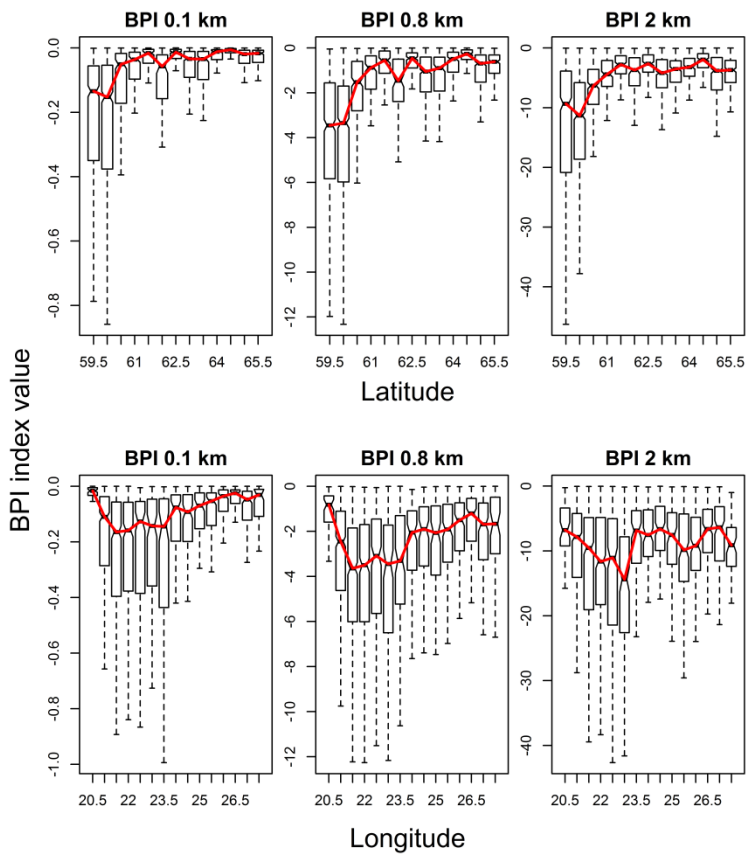 BPI 0.1 km BPI 0.8 km BPI 2 km
0.0 -0.2 -0.4 -0.6 -0.8
0 -2 -4 -6 -8 -10 -12
0 -10 -20 -30 -40
59.5 61 62.5 64 65.5 59.5 61 62.5 64 65.5 59.5 61 62.5 64 65.5
Latitude
BPI index value
BPI 0.1 km BPI 0.8 km BPI 2 km
0.0 -0.2 -0.4 -0.6 -0.8 -1.0
0 -2 -4 -6 -8 -10 -12
0 -10 -20 -30 -40
20.5 22 23.5 25 26.5 20.5 22 23.5 25 26.5 20.5 22 23.5 25 26.5
Longitude